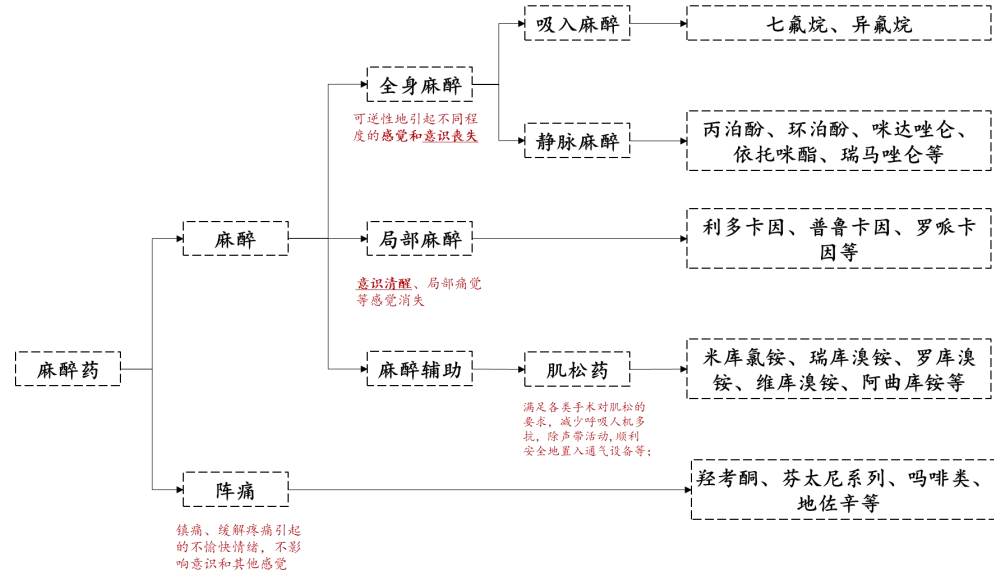 吸入麻醉
七氟烷、异氟烷
全身麻醉
可逆性地引起不同程
度的感觉和意识丧失
静脉麻醉
丙泊酚、环泊酚、咪达唑仑、
依托咪酯、瑞马唑仑等
麻醉
局部麻醉
利多卡因、普鲁卡因、罗哌卡
因等
意识清醒、局部痛觉
等感觉消失
麻醉药
麻醉辅助
肌松药
米库氯铵、瑞库溴铵、罗库溴
铵、维库溴铵、阿曲库铵等
满足各类手术对肌松的
要求，减少呼吸人机多
抗，除声带活动,顺利
安全地置入通气设备等；
阵痛
羟考酮、芬太尼系列、吗啡类、
地佐辛等
镇痛、缓解疼痛引起
的不愉快情绪，不影
响意识和其他感觉